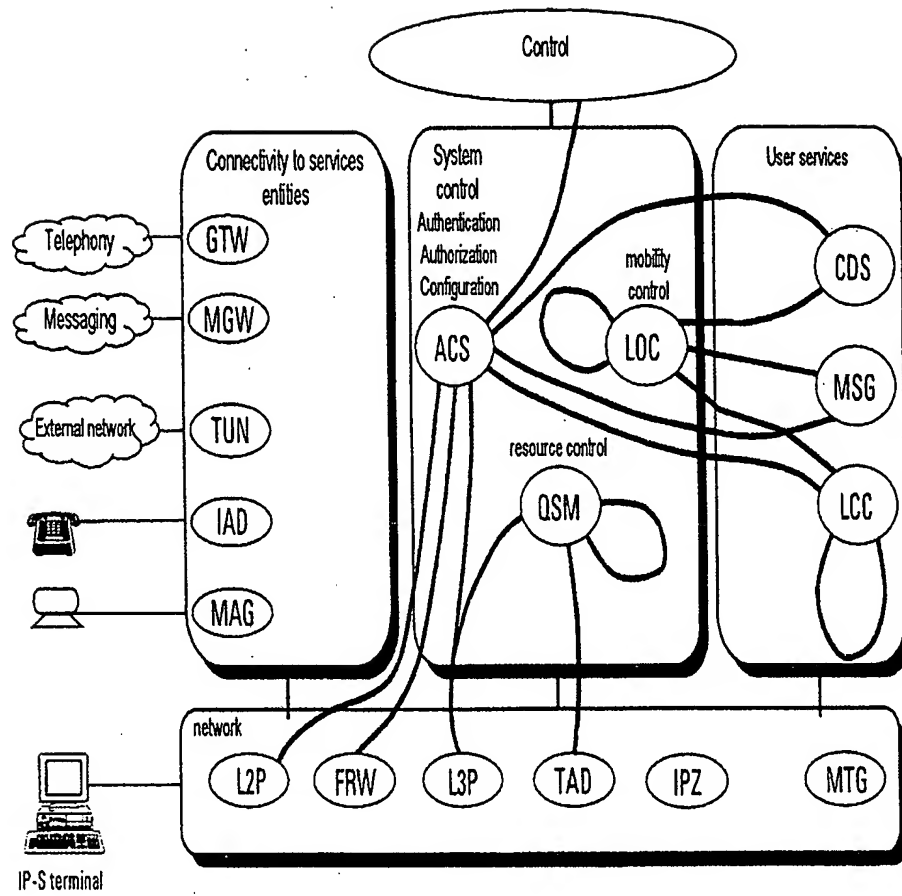 Control
Connectivity to services
entities
System
control
Authentication
Authorization
Configuration
User services
Telephony
GTW
mobility
control
CDS
Messaging
MGW
ACS
LOC
MSG
External network
TUN
resource control
QSM
LCC
IAD
MAG
network
L2P
FRW
L3P
TAD
IPZ
MTG
IP-S terminal